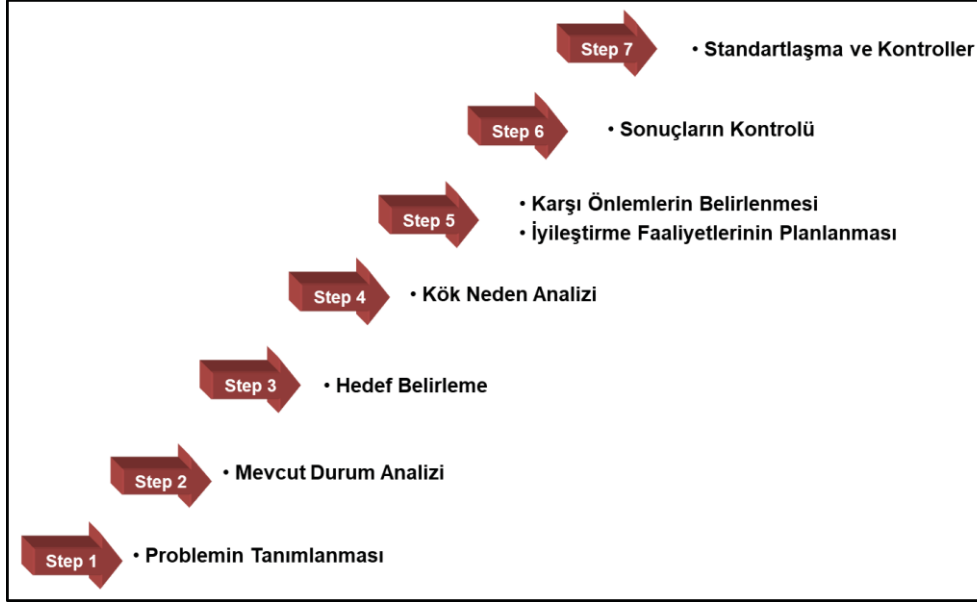 Step 7 • Standartlaşma ve Kontroller
Step 6 • Sonuçların Kontrolü
Step 5 • Karşı Önlemlerin Belirlenmesi
• İyileştirme Faaliyetlerinin Planlanması
Step 4 • Kök Neden Analizi
Step 3 • Hedef Belirleme
Step 2 • Mevcut Durum Analizi
Step 1 • Problemin Tanımlanması